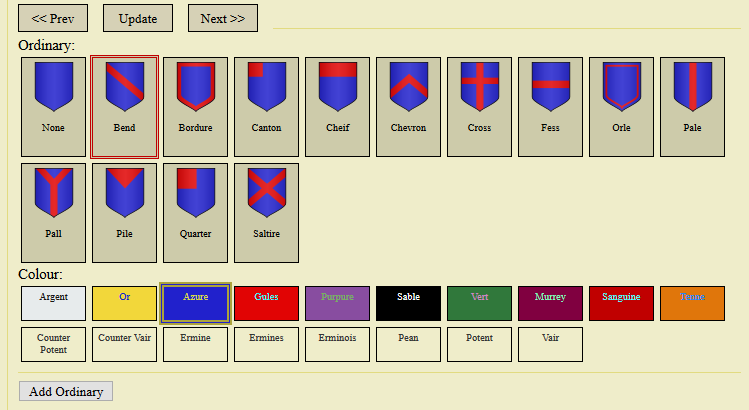 << Prev Update Next >>
Ordinary:
None Bend Bordure Canton Cheif Chevron Cross Fess Orle Pale
Pall Pile Quarter Saltire
Colour:
Argent Or Azure Gules Purpure Sable Vert Murrey Sanguine
Counter Potent Counter Vair Ermine Ermines Erminois Pean Potent Vair
Add Ordinary